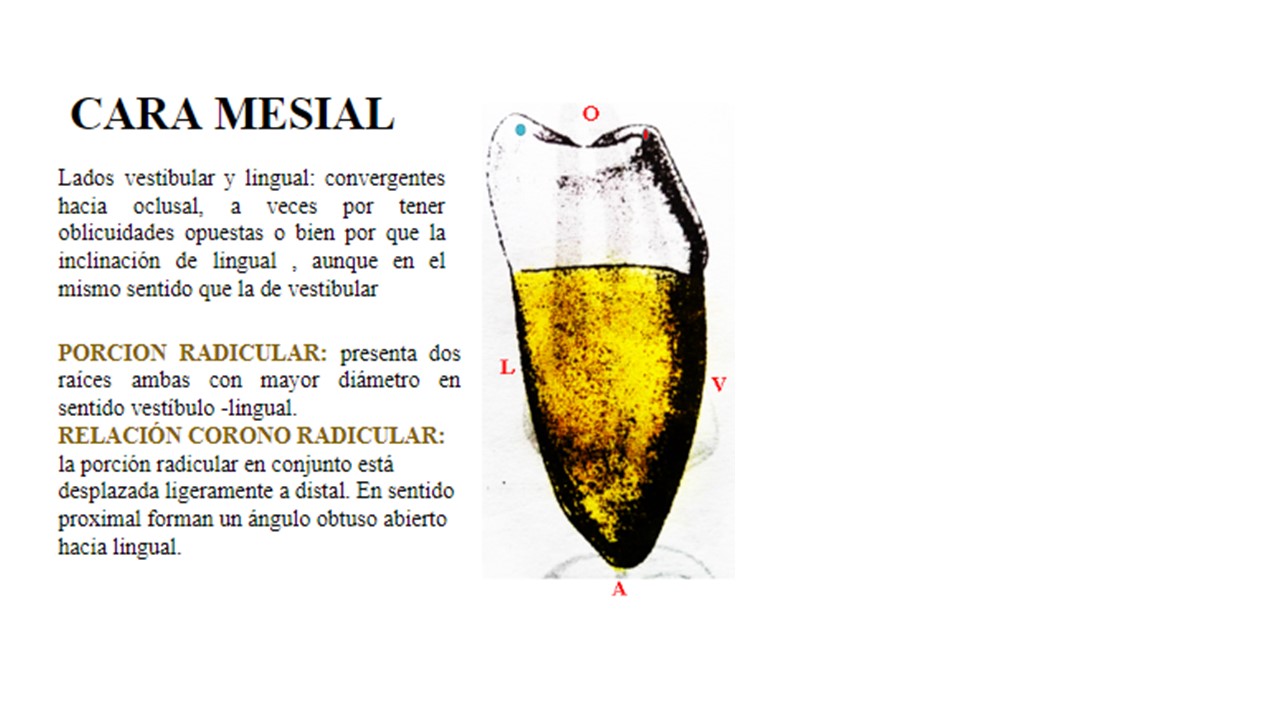 CARA MESIAL
Lados vestibular y lingual: convergentes
hacia oclusal, a veces por tener
oblicuidades opuestas o bien por que la
inclinación de lingual , aunque en el
mismo sentido que la de vestibular
PORCION RADICULAR: presenta dos
raíces ambas con mayor diámetro en
sentido vestíbulo -lingual.
RELACIÓN CORONO RADICULAR:
la porción radicular en conjunto está
desplazada ligeramente a distal. En sentido
proximal forman un ángulo obtuso abierto
hacia lingual.
O
L
V
A